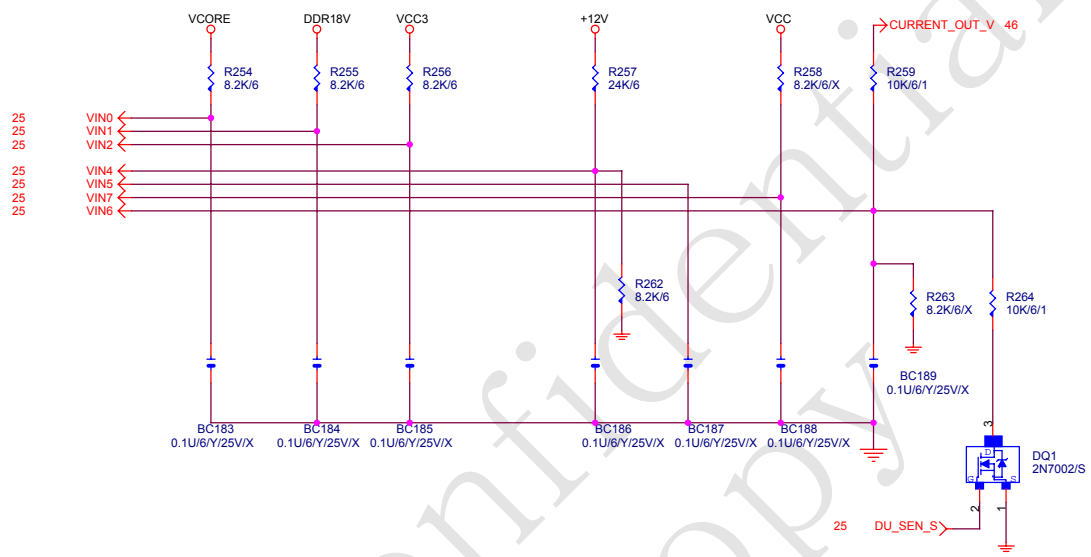 VCORE DDR18V VCC3 +12V VCC CURRENT_OUT_V 46
R254 R255 R256 R257 R258 R259
8.2K/6 8.2K/6 8.2K/6 24K/6 8.2K/6/X 10K/6/1
25 VIN0
25 VIN1
25 VIN2
25 VIN4
25 VIN5
25 VIN7
25 VIN6
R262
8.2K/6
R263
8.2K/6/X
R264
10K/6/1
BC189
0.1U/6/Y/25V/X
BC183 BC184 BC185 BC186 BC187 BC188
0.1U/6/Y/25V/X 0.1U/6/Y/25V/X 0.1U/6/Y/25V/X 0.1U/6/Y/25V/X 0.1U/6/Y/25V/X 0.1U/6/Y/25V/X
3
D
DQ1
2N7002/S
G S
2 1
25 DU_SEN_S
onfidential
opy